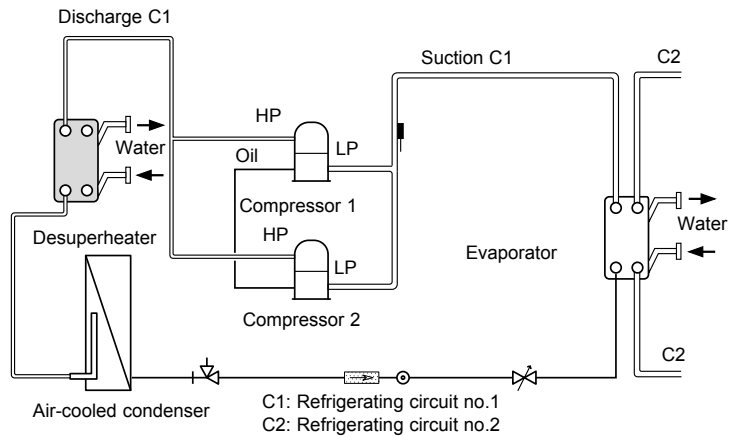 Discharge C1
Suction C1
C2
HP
Water
Oil
LP
Compressor 1
Water
Desuperheater
HP
LP
Evaporator
Compressor 2
C2
Air-cooled condenser
C1: Refrigerating circuit no.1
C2: Refrigerating circuit no.2